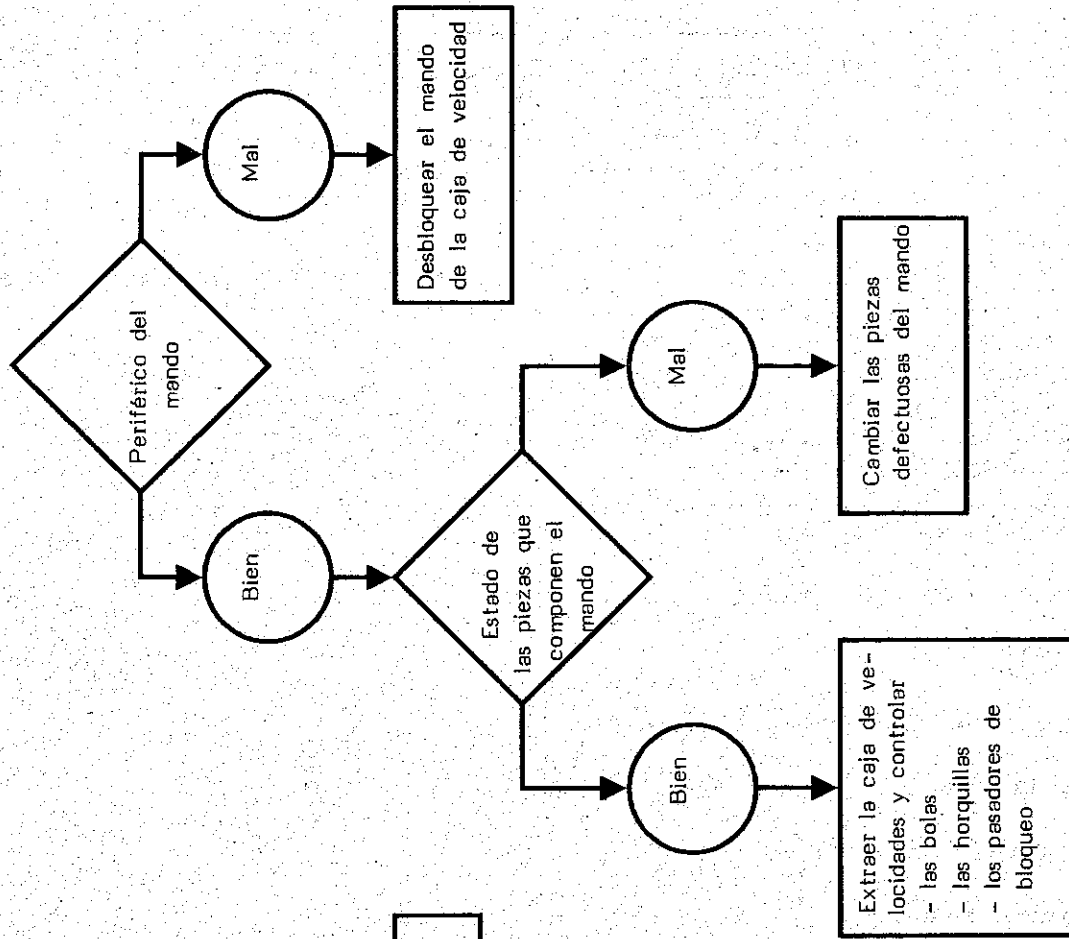 Periférico del
mando
Mal
Desbloquear el mando
de la caja de velocidad
Bien
Estado de
las piezas que
componen el
mando
Mal
Cambiar las piezas
defectuosas del mando
Bien
Extraer la caja de ve-
locidades y controlar
- las bolas
- las horquillas
- los pasadores de
bloqueo